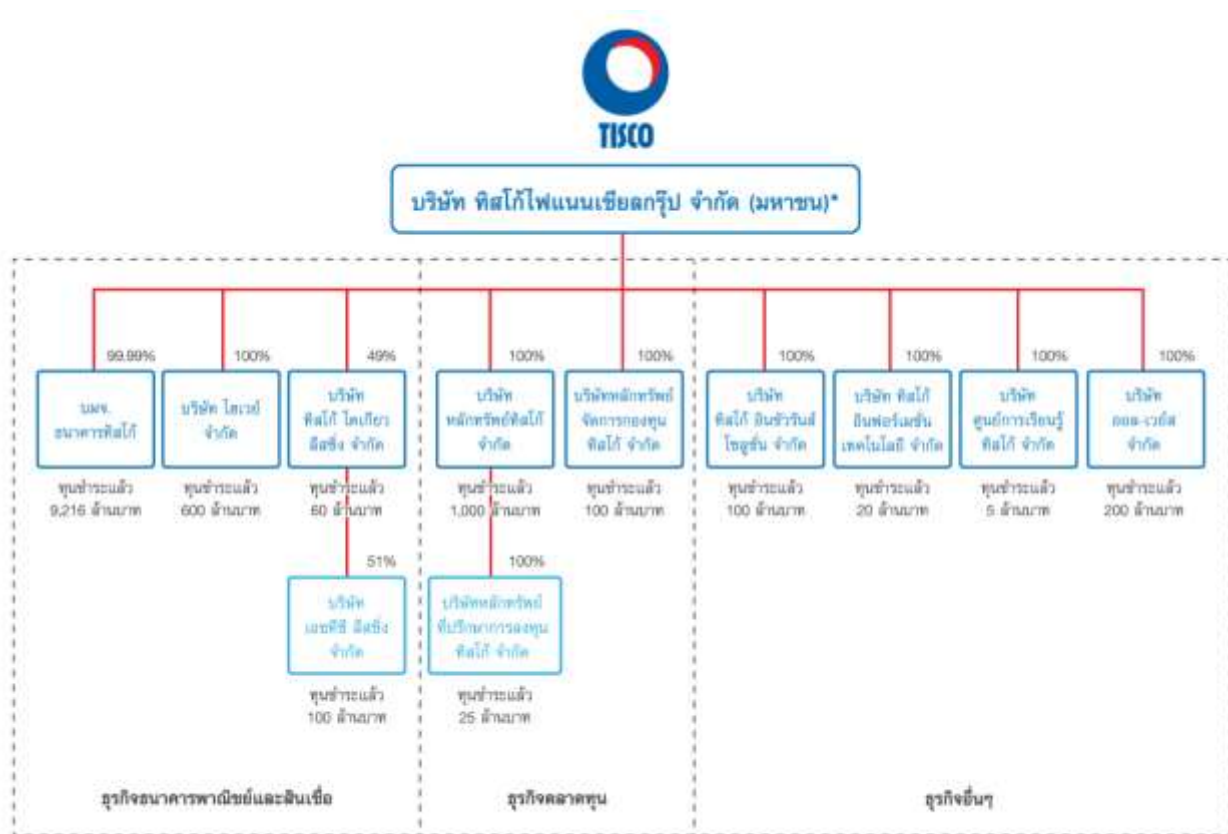 TISCO
บริษัท ทิสโก้ไฟแนนเชียลกรุ๊ป จำกัด (มหาชน)*
99.99%
บมจ.
ธนาคารทิสโก้
ทุนชำระแล้ว
9,216 ล้านบาท
100%
บริษัท ไฮเวย์
จำกัด
ทุนชำระแล้ว
600 ล้านบาท
49%
บริษัท
ทิสโก้ โตเกียว
ลีสซิ่ง จำกัด
ทุนชำระแล้ว
60 ล้านบาท
51%
บริษัท
เอชทีซี ลีสซิ่ง
จำกัด
ทุนชำระแล้ว
100 ล้านบาท
ธุรกิจธนาคารพาณิชย์และสินเชื่อ
100%
บริษัท
หลักทรัพย์ทิสโก้
จำกัด
ทุนชำระแล้ว
1,000 ล้านบาท
100%
บริษัทหลักทรัพย์
ที่ปรึกษาการลงทุน
ทิสโก้ จำกัด
ทุนชำระแล้ว
25 ล้านบาท
100%
บริษัทหลักทรัพย์
จัดการกองทุน
ทิสโก้ จำกัด
ทุนชำระแล้ว
100 ล้านบาท
ธุรกิจตลาดทุน
100%
บริษัท
ทิสโก้ อินชัวรันส์
โซลูชั่น จำกัด
ทุนชำระแล้ว
100 ล้านบาท
100%
บริษัท ทิสโก้
อินฟอร์เมชั่น
เทคโนโลยี จำกัด
ทุนชำระแล้ว
20 ล้านบาท
100%
บริษัท
ศูนย์การเรียนรู้
ทิสโก้ จำกัด
ทุนชำระแล้ว
5 ล้านบาท
100%
บริษัท
ออล-เวย์ส
จำกัด
ทุนชำระแล้ว
200 ล้านบาท
ธุรกิจอื่นๆ